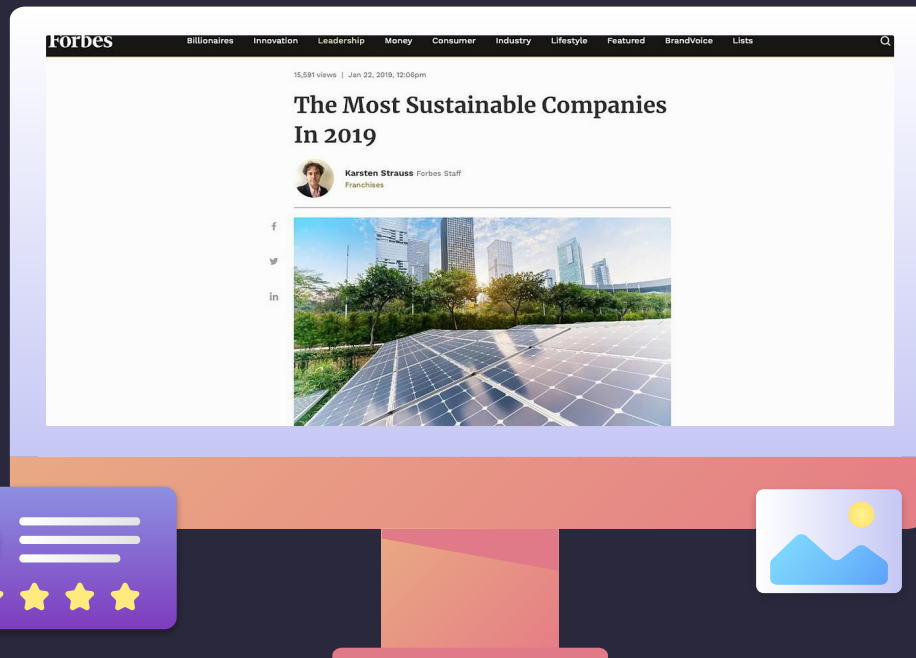 Forbes
Billionaires Innovation Leadership Money Consumer Industry Lifestyle Featured BrandVoice Lists
15,591 views | Jan 22, 2019, 12:06pm
The Most Sustainable Companies
In 2019
Karsten Strauss Forbes Staff
Franchises
f
in